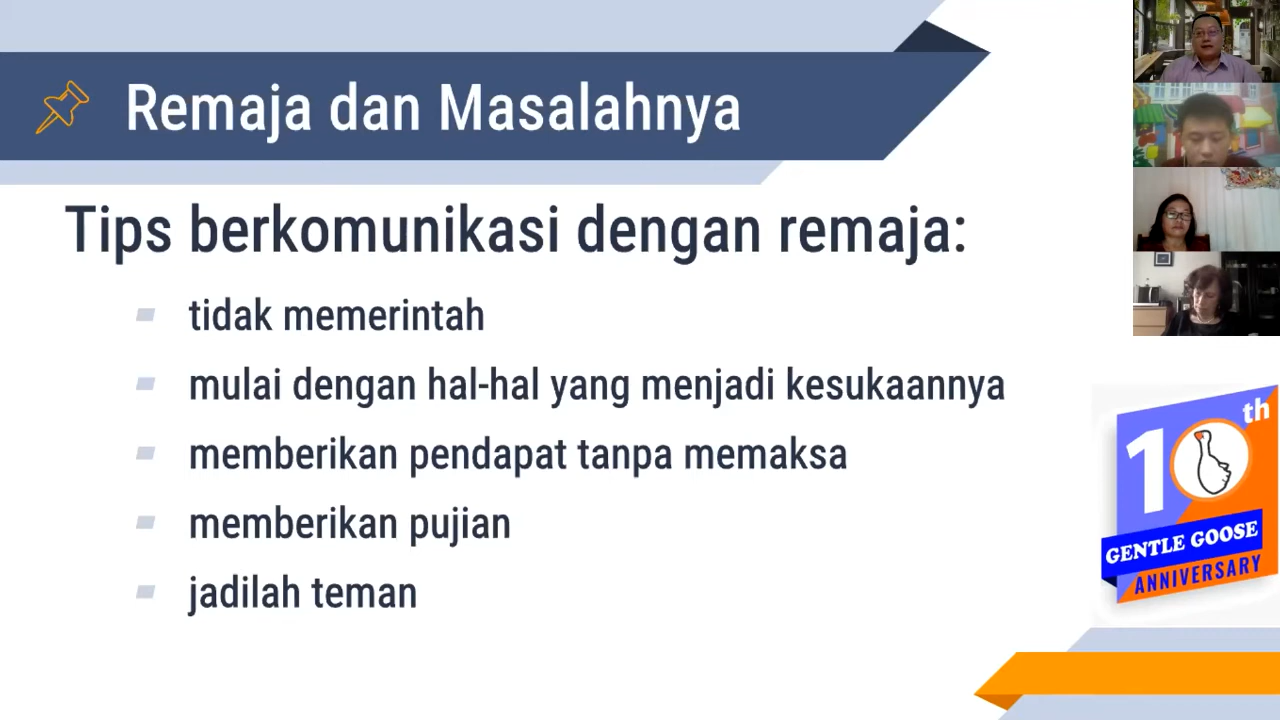 Remaja dan Masalahnya
Tips berkomunikasi dengan remaja:
tidak memerintah
mulai dengan hal-hal yang menjadi kesukaannya
memberikan pendapat tanpa memaksa
memberikan pujian
jadilah teman
10th
GENTLE GOOSE
ANNIVERSARY